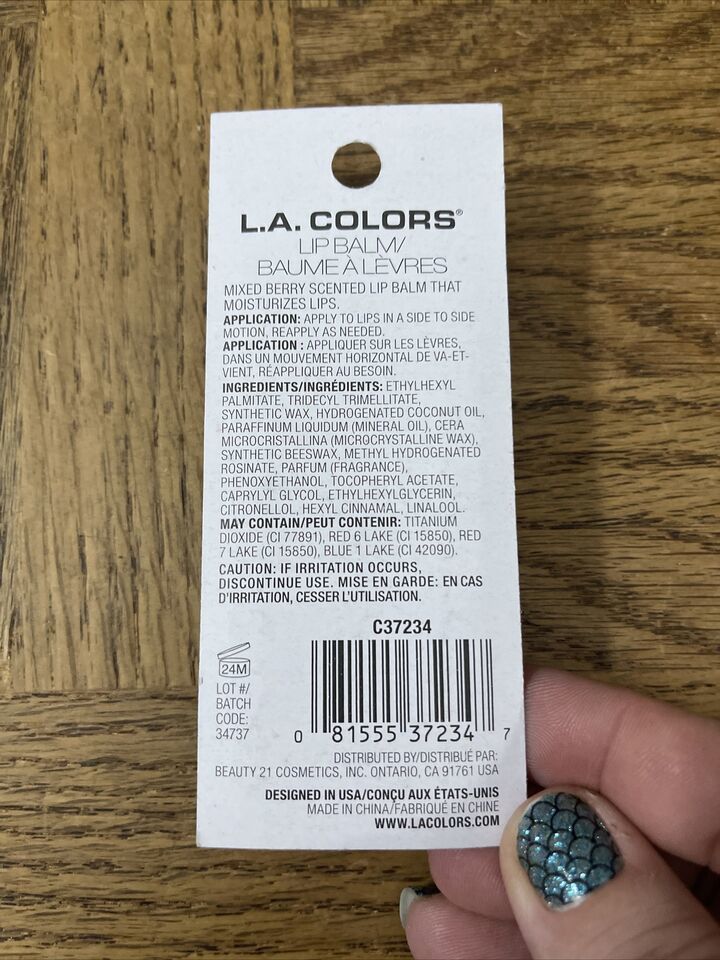 L.A. COLORS®
LIP BALM/
BAUME À LÈVRES
MIXED BERRY SCENTED LIP BALM THAT
MOISTURIZES LIPS.
APPLICATION: APPLY TO LIPS IN A SIDE TO SIDE
MOTION, REAPPLY AS NEEDED.
APPLICATION : APPLIQUER SUR LES LÈVRES,
DANS UN MOUVEMENT HORIZONTAL DE VA-ET-
VIENT, RÉAPPLIQUER AU BESOIN.
INGREDIENTS/INGRÉDIENTS: ETHYLHEXYL
PALMITATE, TRIDECYL TRIMELLITATE,
SYNTHETIC WAX, HYDROGENATED COCONUT OIL,
PARAFFINUM LIQUIDUM (MINERAL OIL), CERA
MICROCRISTALLINA (MICROCRYSTALLINE WAX),
SYNTHETIC BEESWAX, METHYL HYDROGENATED
ROSINATE, PARFUM (FRAGRANCE),
PHENOXYETHANOL, TOCOPHERYL ACETATE,
CAPRYLYL GLYCOL, ETHYLHEXYLGLYCERIN,
CITRONELLOL, HEXYL CINNAMAL, LINALOOL.
MAY CONTAIN/PEUT CONTENIR: TITANIUM
DIOXIDE (CI 77891), RED 6 LAKE (CI 15850), RED
7 LAKE (CI 15850), BLUE 1 LAKE (CI 42090).
CAUTION: IF IRRITATION OCCURS,
DISCONTINUE USE. MISE EN GARDE: EN CAS
D'IRRITATION, CESSER L'UTILISATION.
C37234
24M
LOT #/
BATCH
CODE:
34737
0 81555 37234 7
DISTRIBUTED BY/DISTRIBUÉ PAR:
BEAUTY 21 COSMETICS, INC. ONTARIO, CA 91761 USA
DESIGNED IN USA/CONÇU AUX ÉTATS-UNIS
MADE IN CHINA/FABRIQUÉ EN CHINE
WWW.LACOLORS.COM